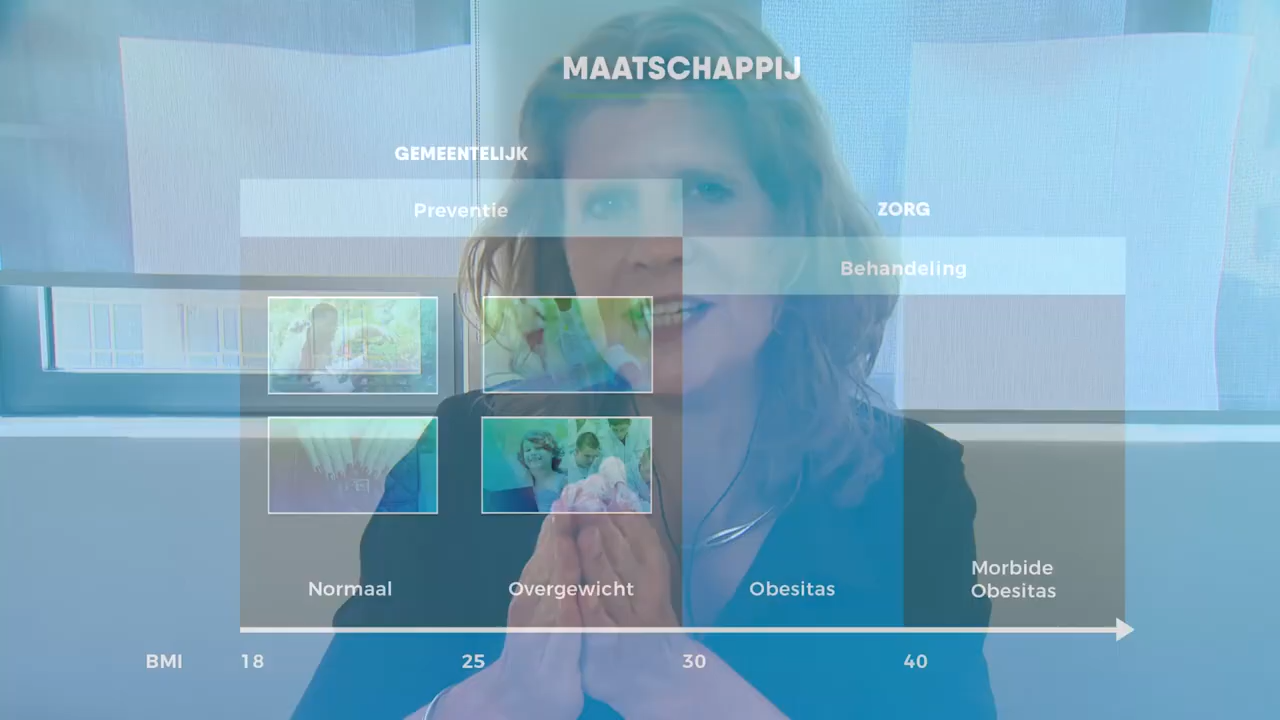 MAATSCHAPPIJ
GEMEENTELIJK
Preventie
ZORG
Behandeling
Normaal
Overgewicht
Obesitas
Morbide
Obesitas
BMI 18 25 30 40